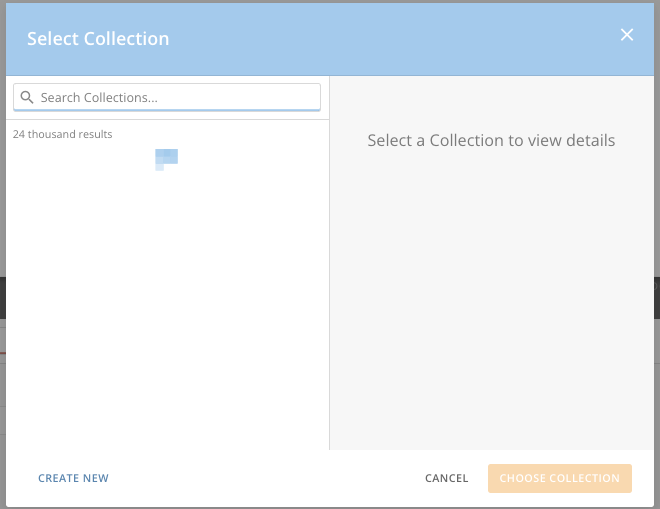 Select Collection
Search Collections...
24 thousand results
Select a Collection to view details
CREATE NEW
CANCEL
CHOOSE COLLECTION